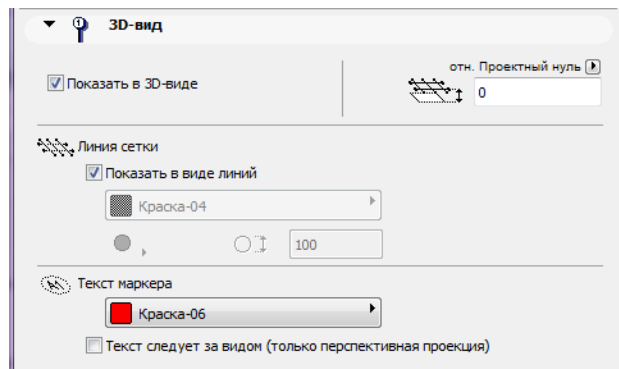 3D-вид
отн. Проектный нуль
Показать в 3D-виде
0
Линия сетки
Показать в виде линий
Краска-04
100
Текст маркера
Краска-06
Текст следует за видом (только перспективная проекция)